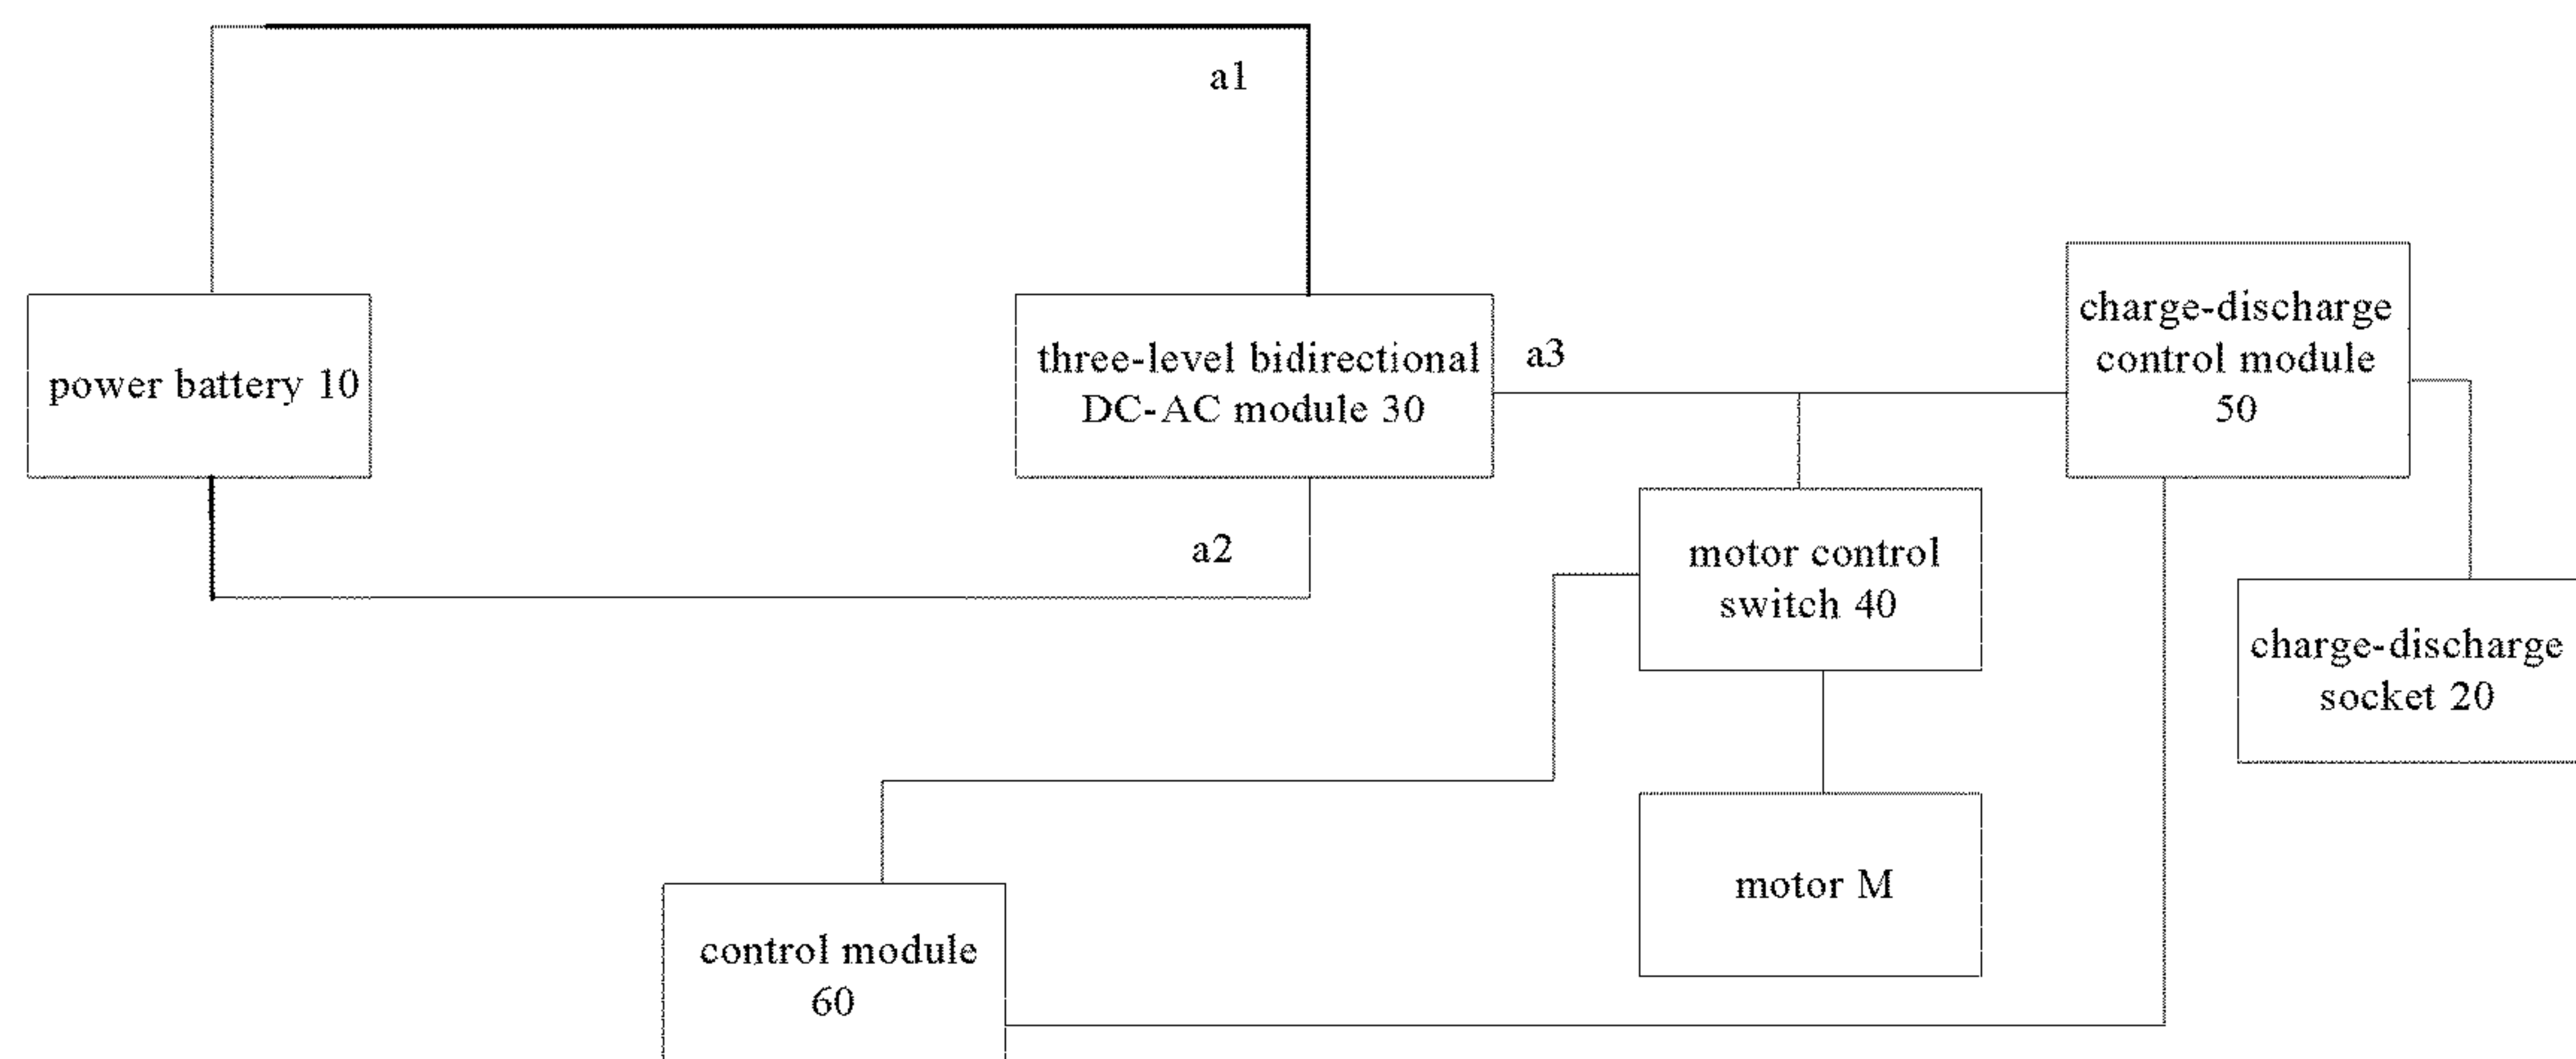 a1
power battery 10
three-level bidirectional
DC-AC module 30
a3
charge-discharge
control module
50
a2
motor control
switch 40
charge-discharge
socket 20
motor M
control module
60